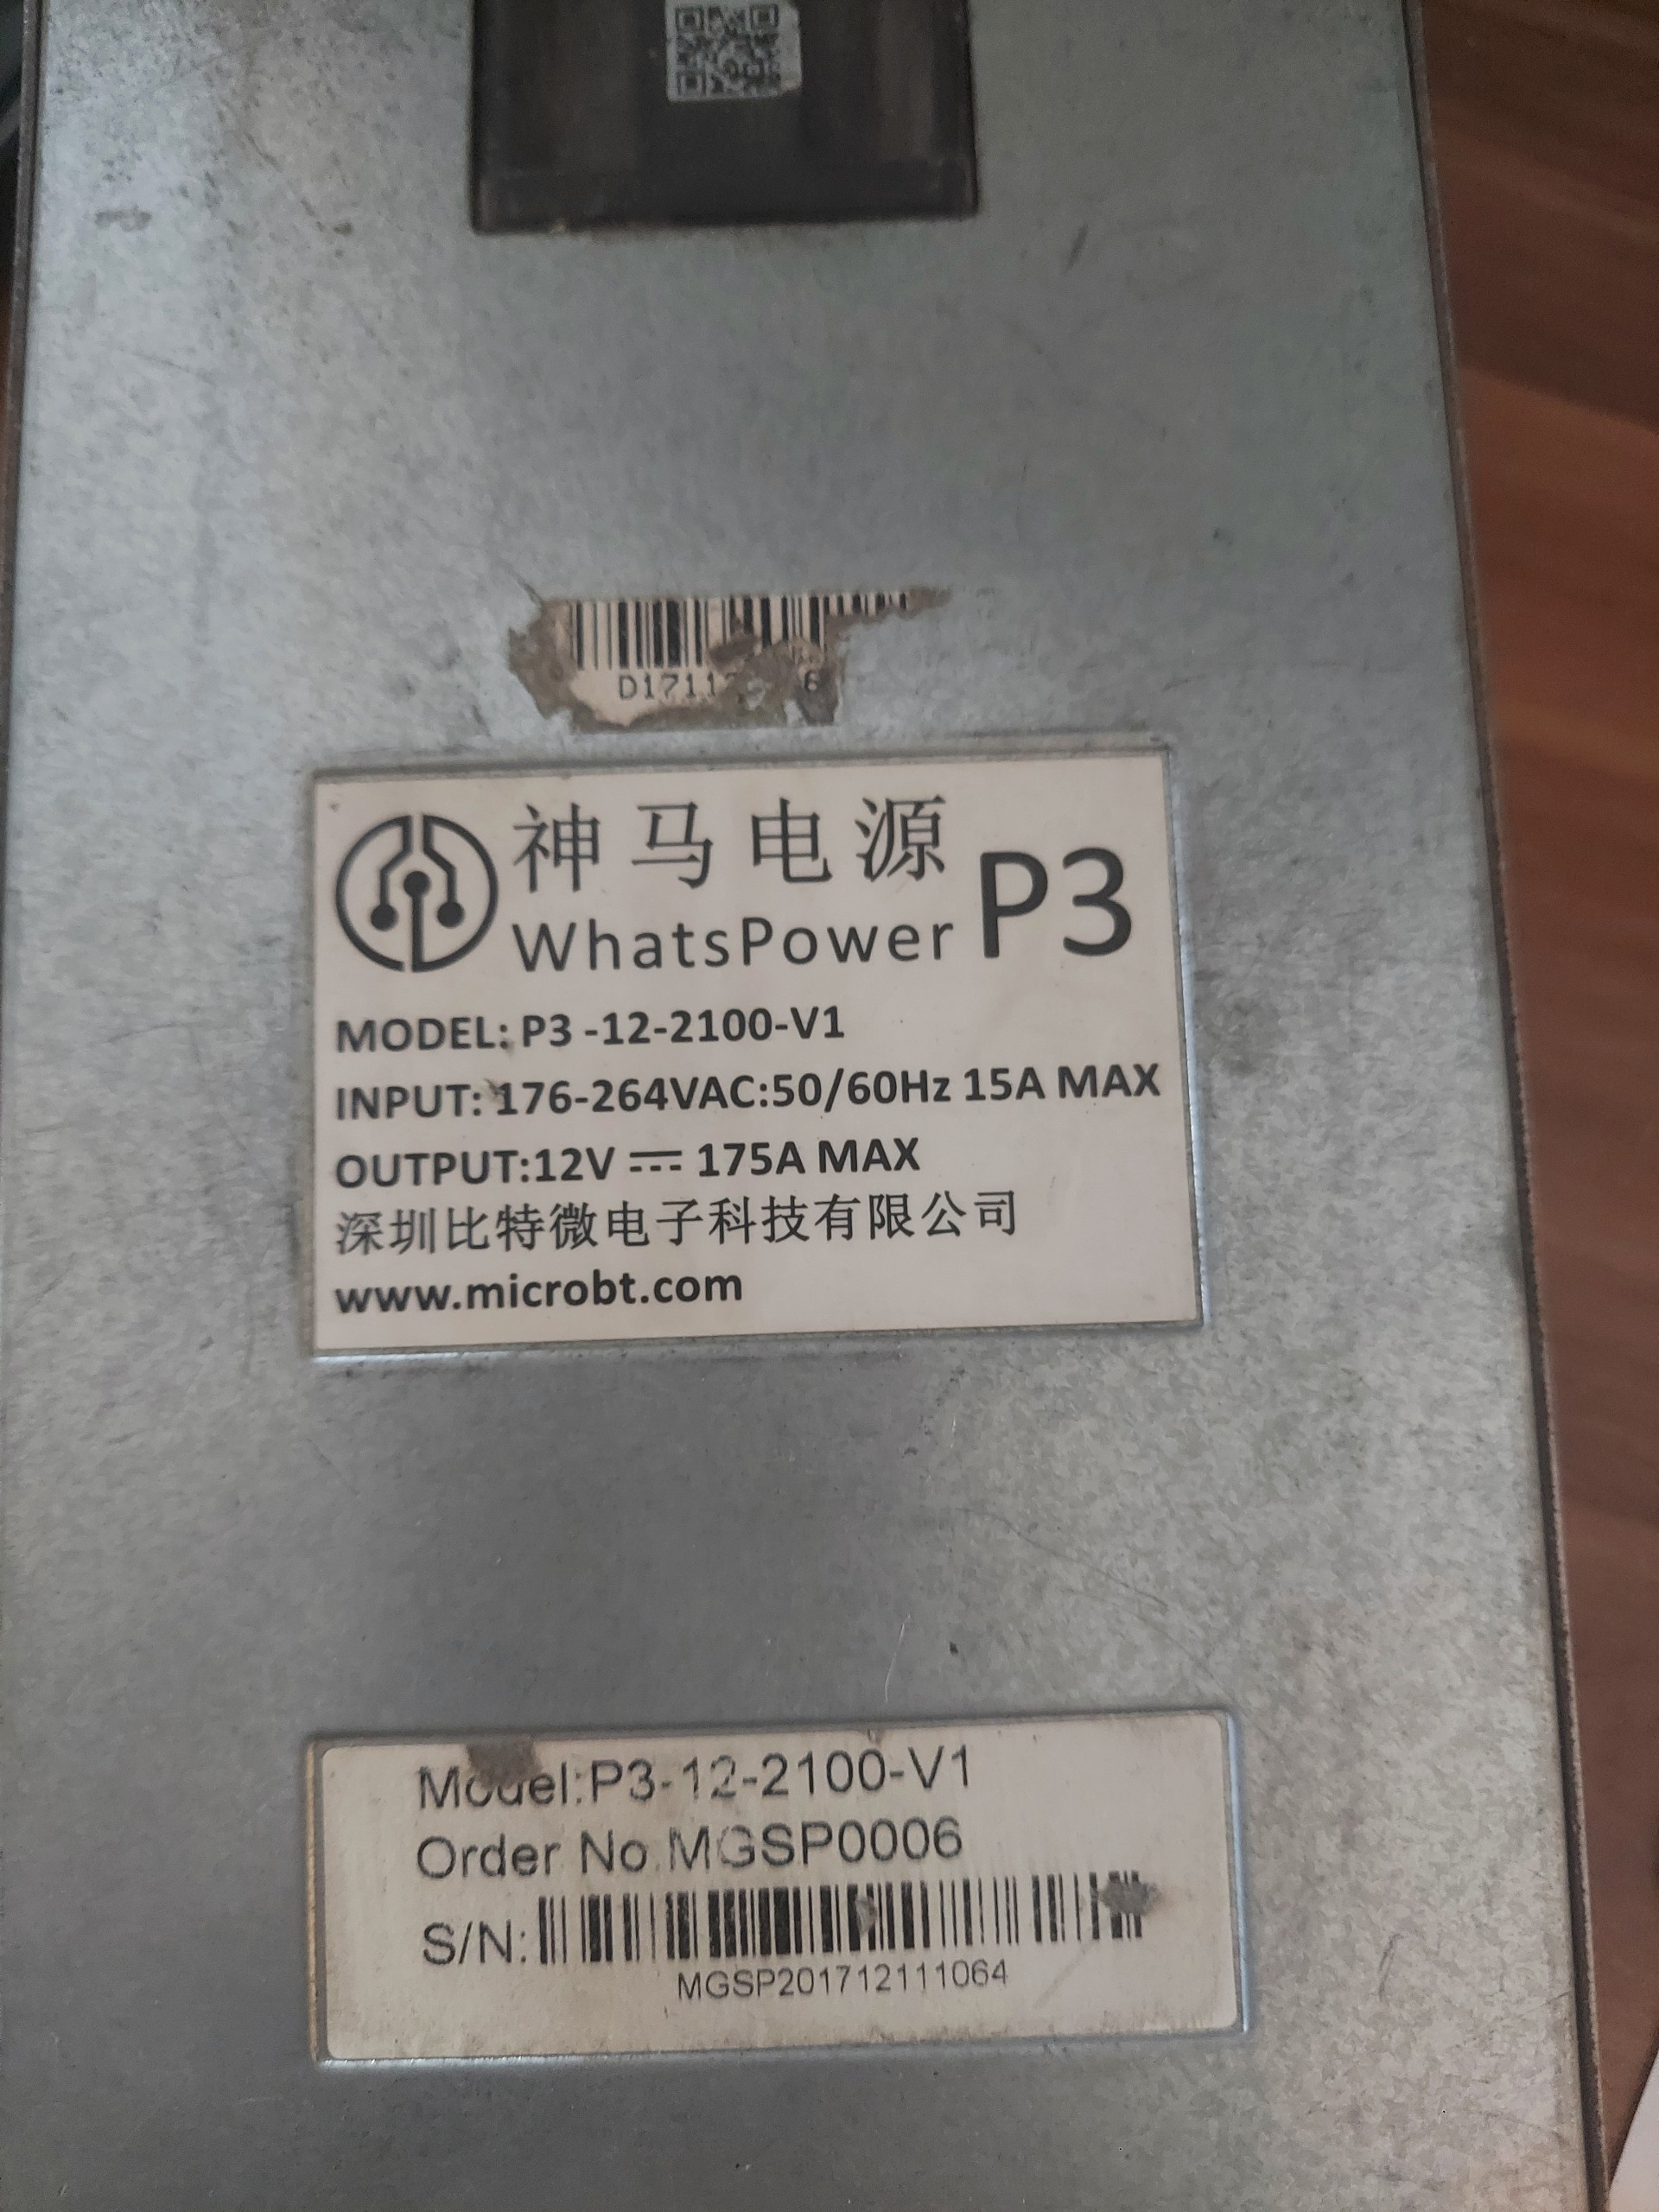 神马电源
WhatsPower
P3
MODEL: P3 -12-2100-V1
INPUT: 176-264VAC:50/60Hz 15A MAX
OUTPUT:12V ⎓ 175A MAX
深圳比特微电子科技有限公司
www.microbt.com
Model:P3-12-2100-V1
Order No.MGSP0006
S/N:
MGSP201712111064